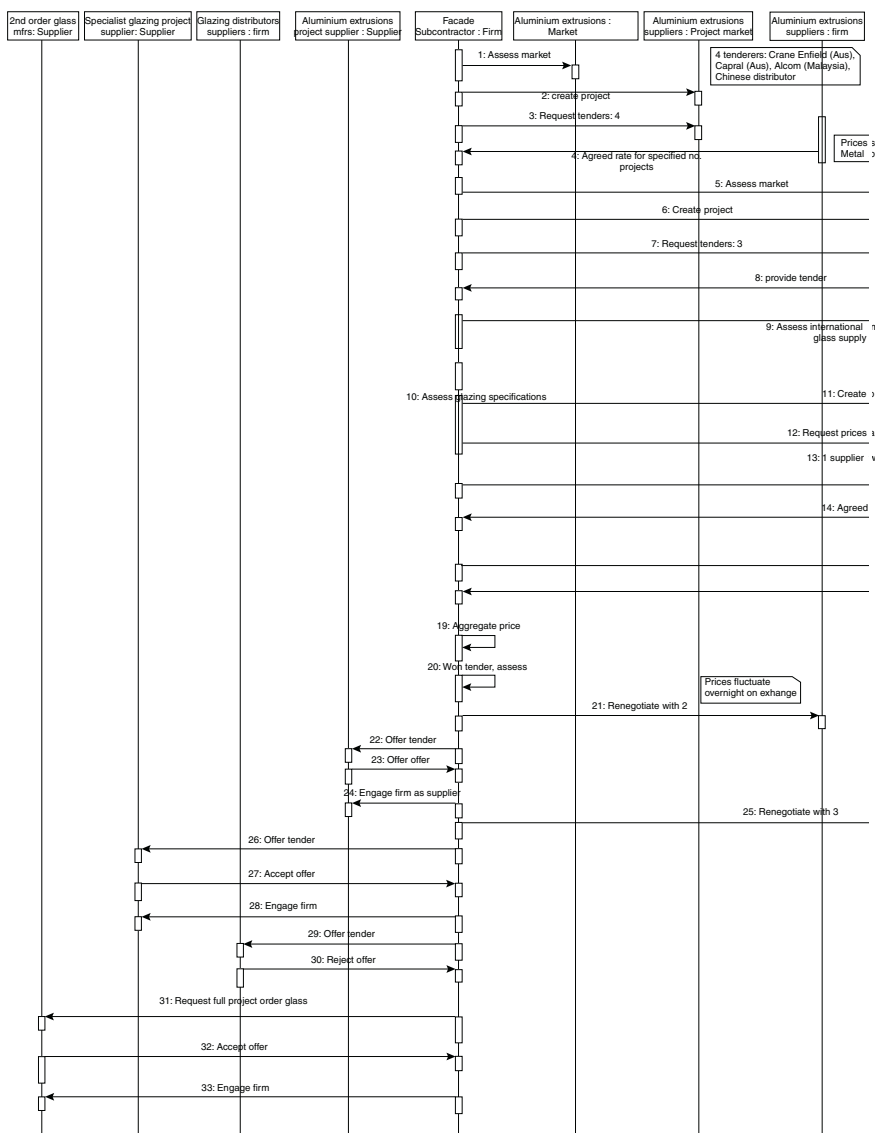 2nd order glass
mfrs: Supplier
Specialist glazing project
supplier: Supplier
Glazing distributors
suppliers : firm
Aluminium extrusions
project supplier : Supplier
Facade
Subcontractor : Firm
Aluminium extrusions :
Market
Aluminium extrusions
suppliers : Project market
Aluminium extrusions
suppliers : firm
1: Assess market
4 tenderers: Crane Enfield (Aus),
Capral (Aus), Alcom (Malaysia),
Chinese distributor
2: create project
3: Request tenders: 4
Prices s
Metal
4: Agreed rate for specified no.
projects
5: Assess market
6: Create project
7: Request tenders: 3
8: provide tender
9: Assess international
glass supply
10: Assess glazing specifications
11: Create
12: Request prices
13: 1 supplier
14: Agreed
19: Aggregate price
20: Won tender, assess
Prices fluctuate
overnight on exhange
21: Renegotiate with 2
22: Offer tender
23: Offer offer
24: Engage firm as supplier
25: Renegotiate with 3
26: Offer tender
27: Accept offer
28: Engage firm
29: Offer tender
30: Reject offer
31: Request full project order glass
32: Accept offer
33: Engage firm